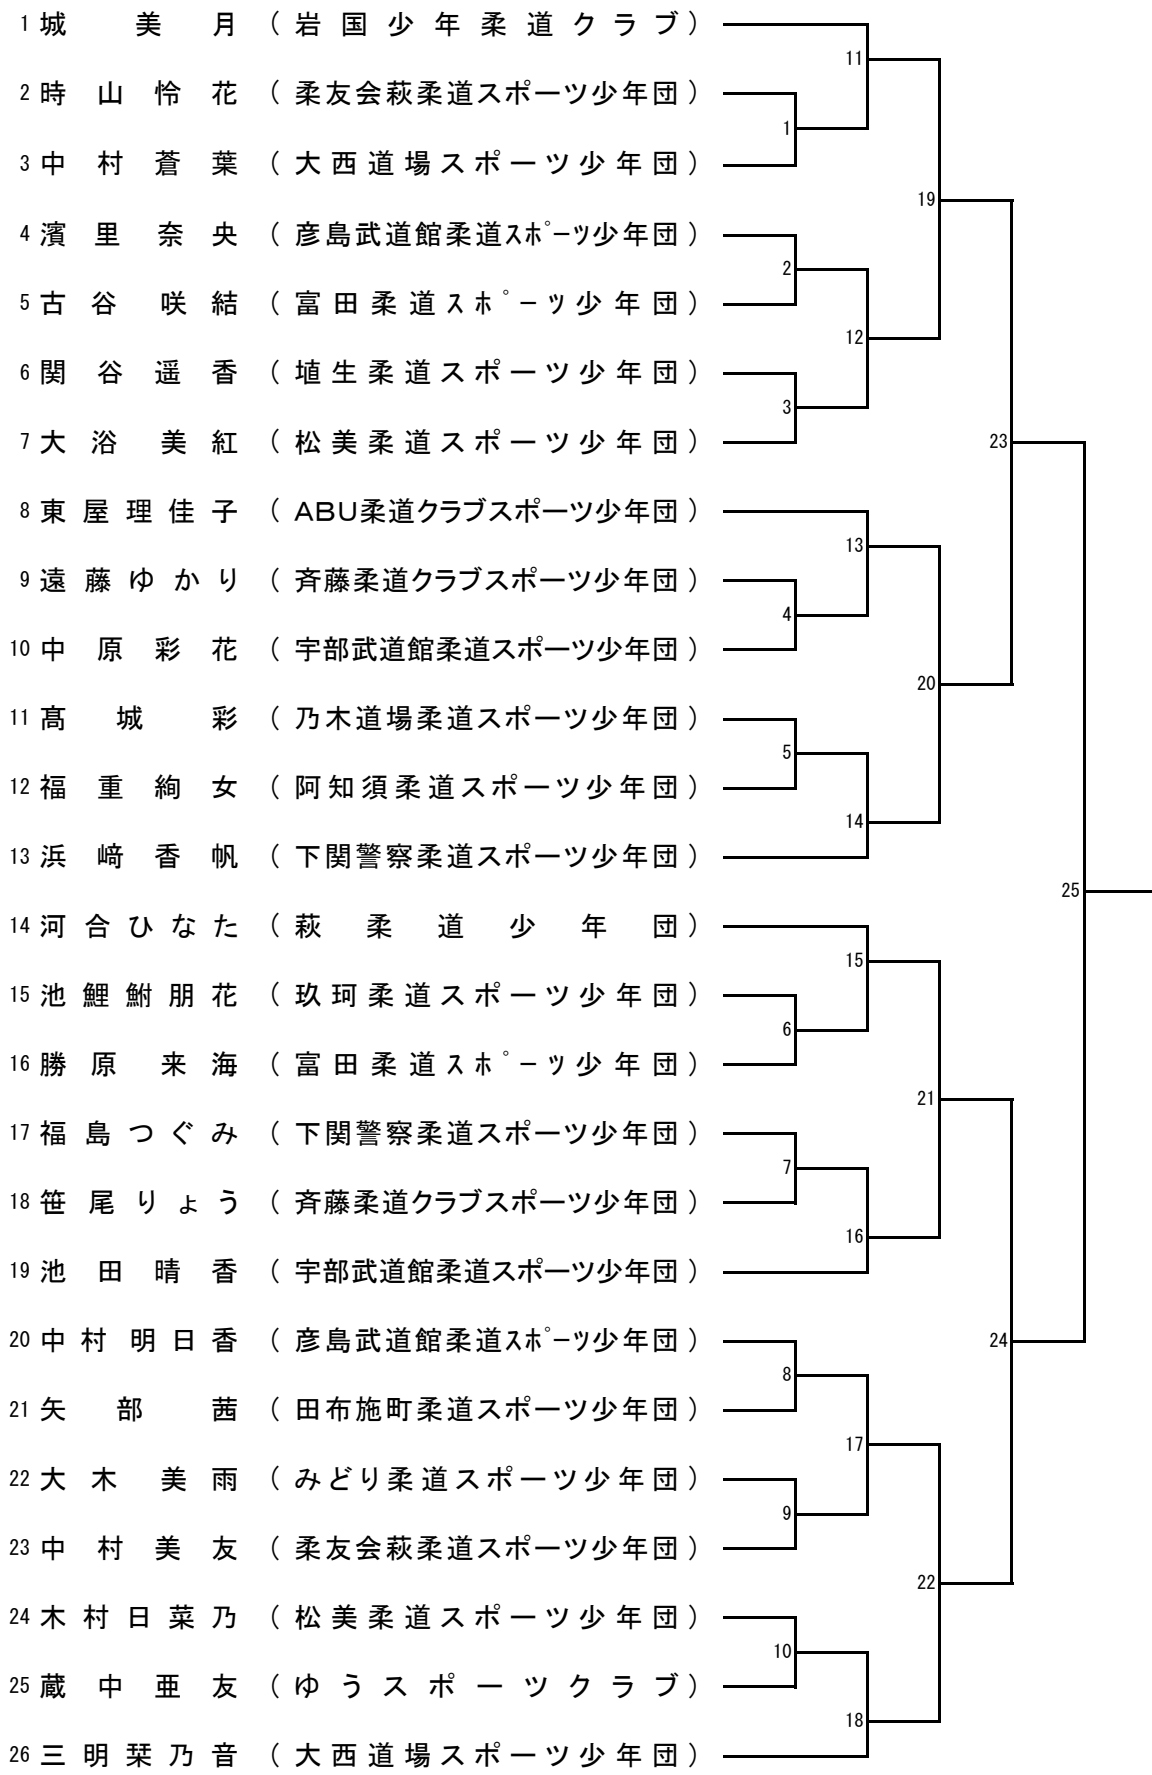 1 城 美 月 （ 岩 国 少 年 柔 道 ク ラ ブ ）
11
2 時 山 怜 花 （ 柔友会萩柔道スポーツ少年団 ）
1
3 中 村 蒼 葉 （ 大 西 道 場 ス ポ ー ツ 少 年 団 ）
19
4 濱 里 奈 央 （ 彦島武道館柔道ｽﾎﾟｰﾂ少年団 ）
2
5 古 谷 咲 結 （ 富 田 柔 道 ｽ ﾎ ﾟ ｰ ﾂ 少 年 団 ）
12
6 関 谷 遥 香 （ 埴 生 柔 道 ス ポ ー ツ 少 年 団 ）
3
7 大 浴 美 紅 （ 松 美 柔 道 ス ポ ー ツ 少 年 団 ）
23
8 東 屋 理 佳 子 （ ＡＢＵ柔道クラブスポーツ少年団 ）
13
9 遠 藤 ゆ か り （ 斉藤柔道クラブスポーツ少年団 ）
4
10 中 原 彩 花 （ 宇部武道館柔道スポーツ少年団 ）
20
11 髙 城 彩 （ 乃木道場柔道スポーツ少年団 ）
5
12 福 重 絢 女 （ 阿知須柔道スポーツ少年団 ）
14
13 浜 﨑 香 帆 （ 下関警察柔道スポーツ少年団 ）
25
14 河 合 ひ な た （ 萩 柔 道 少 年 団 ）
15
15 池 鯉 鮒 朋 花 （ 玖 珂 柔 道 ス ポ ー ツ 少 年 団 ）
6
16 勝 原 来 海 （ 富 田 柔 道 ｽ ﾎ ﾟ ｰ ﾂ 少 年 団 ）
21
17 福 島 つ ぐ み （ 下関警察柔道スポーツ少年団 ）
7
18 笹 尾 り ょ う （ 斉藤柔道クラブスポーツ少年団 ）
16
19 池 田 晴 香 （ 宇部武道館柔道スポーツ少年団 ）
20 中 村 明 日 香 （ 彦島武道館柔道ｽﾎﾟｰﾂ少年団 ）
24
8
21 矢 部 茜 （ 田布施町柔道スポーツ少年団 ）
17
22 大 木 美 雨 （ みどり柔道スポーツ少年団 ）
9
23 中 村 美 友 （ 柔友会萩柔道スポーツ少年団 ）
22
24 木 村 日 菜 乃 （ 松 美 柔 道 ス ポ ー ツ 少 年 団 ）
10
25 蔵 中 亜 友 （ ゆ う ス ポ ー ツ ク ラ ブ ）
18
26 三 明 栞 乃 音 （ 大 西 道 場 ス ポ ー ツ 少 年 団 ）